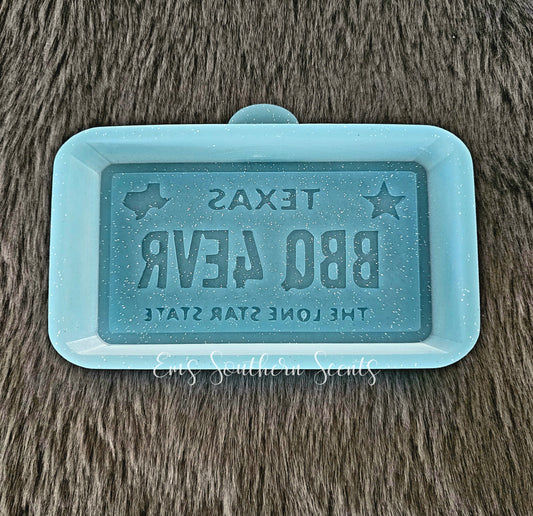 TEXAS
BBQ 4EVR
THE LONE STAR STATE
Em's Southern Scents